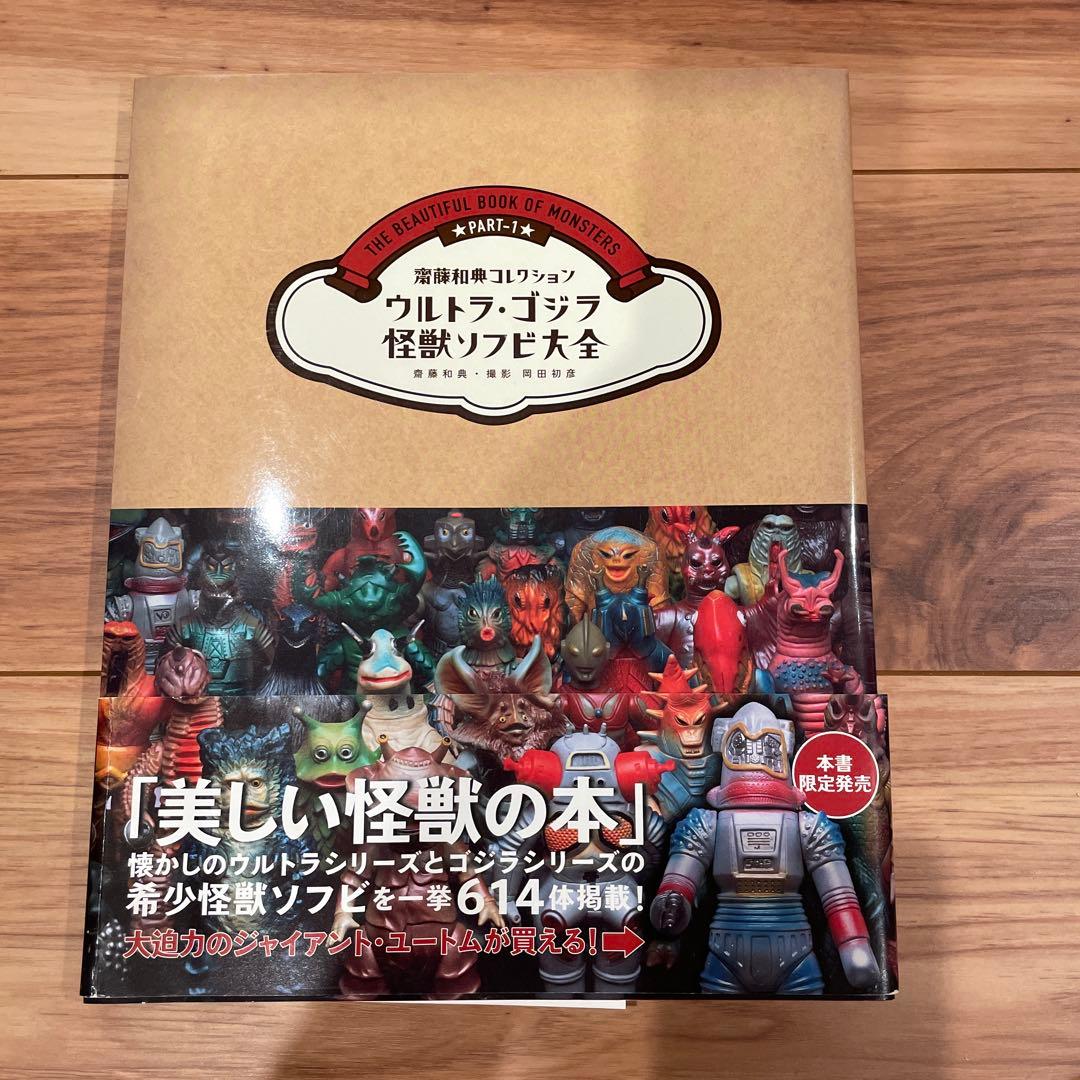 THE BEAUTIFUL BOOK OF MONSTERS
★PART-1★
齋藤和典コレクション
ウルトラ・ゴジラ
怪獣ソフビ大全
齋藤和典・撮影 岡田初彦
本書
限定発売
「美しい怪獣の本」
懐かしのウルトラシリーズとゴジラシリーズの
希少怪獣ソフビを一挙614体掲載!
大迫力のジャイアント・ユートムが買える!➡